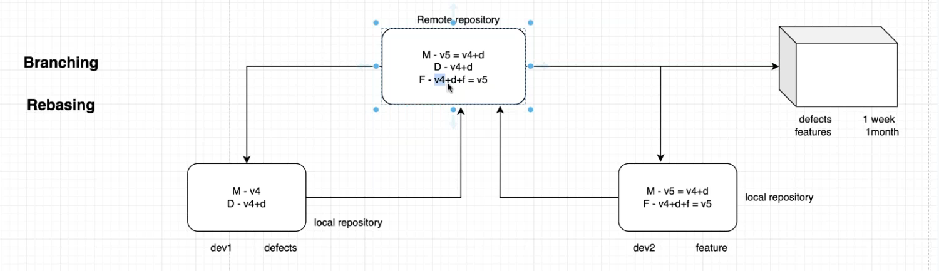 Remote repository
M - v5 = v4+d
D - v4+d
F - v4+d+f = v5
Branching
Rebasing
defects 1 week
features 1month
M - v4
D - v4+d
local repository
dev1 defects
M - v5 = v4+d
F - v4+d+f = v5
local repository
dev2 feature